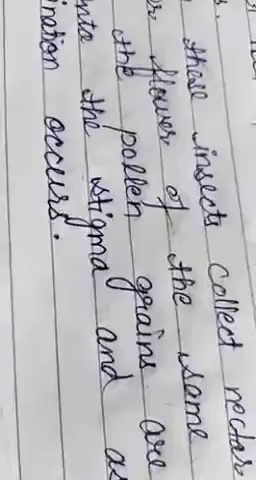 these insects collect nectar
flower of the same
the pollen grains are
the stigma and
occurs.